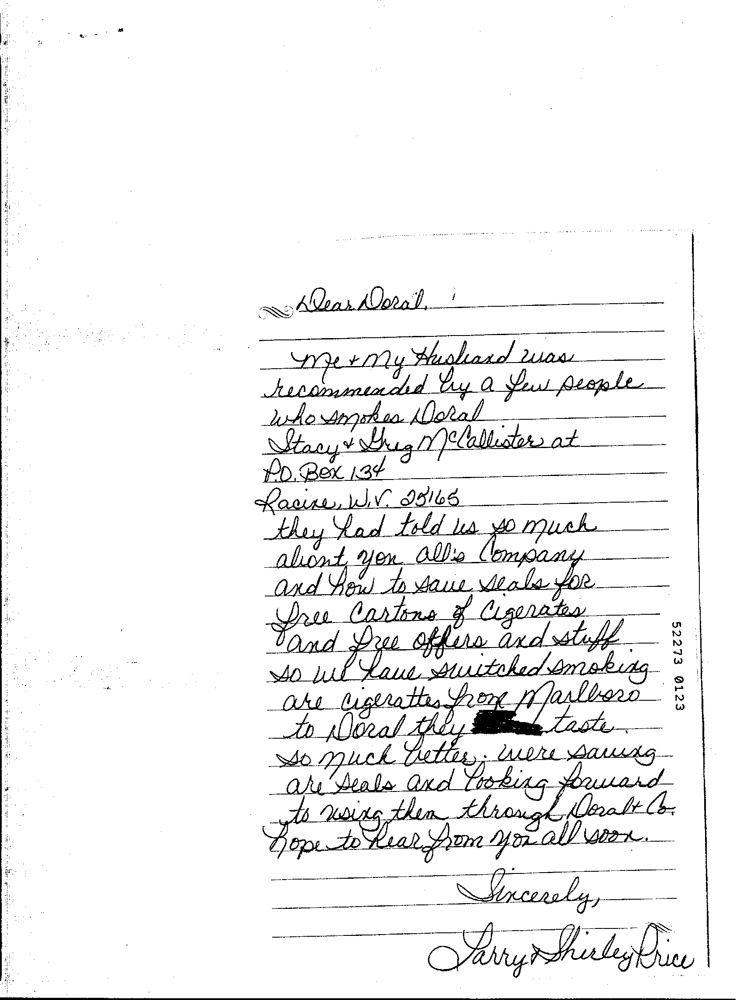 Dear Doral,
Me & My Husband was
recommended by a few people
who smokes Doral
Stacy & Greg McCallister at
P.O. Box 134
Racine, W.V. 25165
they had told us so much
about you all's Company
and how to save seals for
free Cartons of Cigerates
and free offers and stuff
so we have switched smoking
are cigerattes from Marlboro
to Doral they taste
so much better. were saving
are seals and looking forward
to using them through Doral & Co.
hope to hear from you all soon.
Sincerely,
Larry & Shirley Price
52273 0123